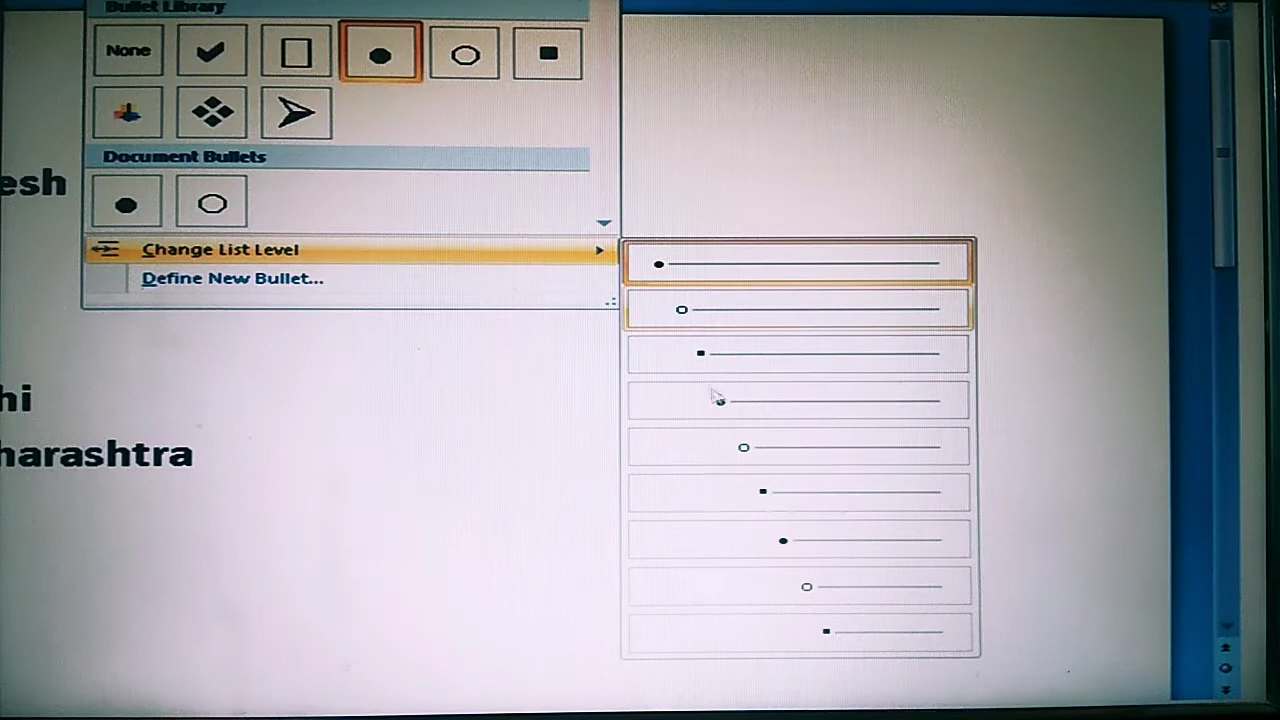 Bullet Library
None
Document Bullets
esh
Change List Level
Define New Bullet...
hi
harashtra